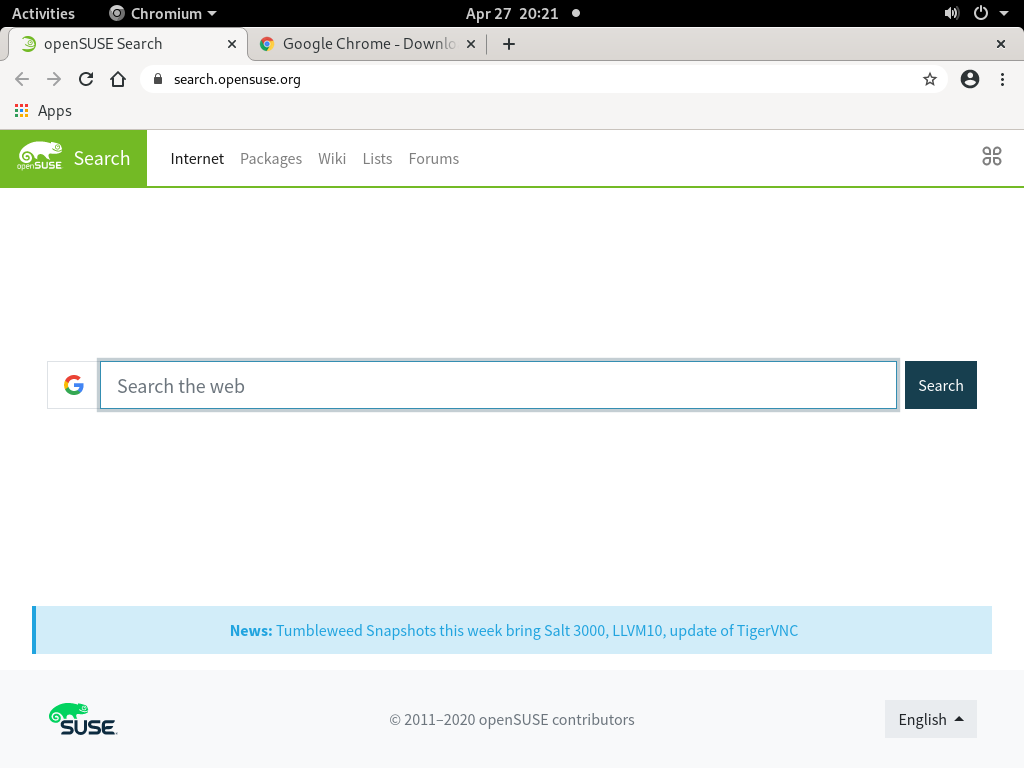 Activities Chromium Apr 27 20:21
openSUSE Search Google Chrome - Downlo
search.opensuse.org
Apps
openSUSE Search Internet Packages Wiki Lists Forums
Search the web Search
News: Tumbleweed Snapshots this week bring Salt 3000, LLVM10, update of TigerVNC
SUSE © 2011–2020 openSUSE contributors English